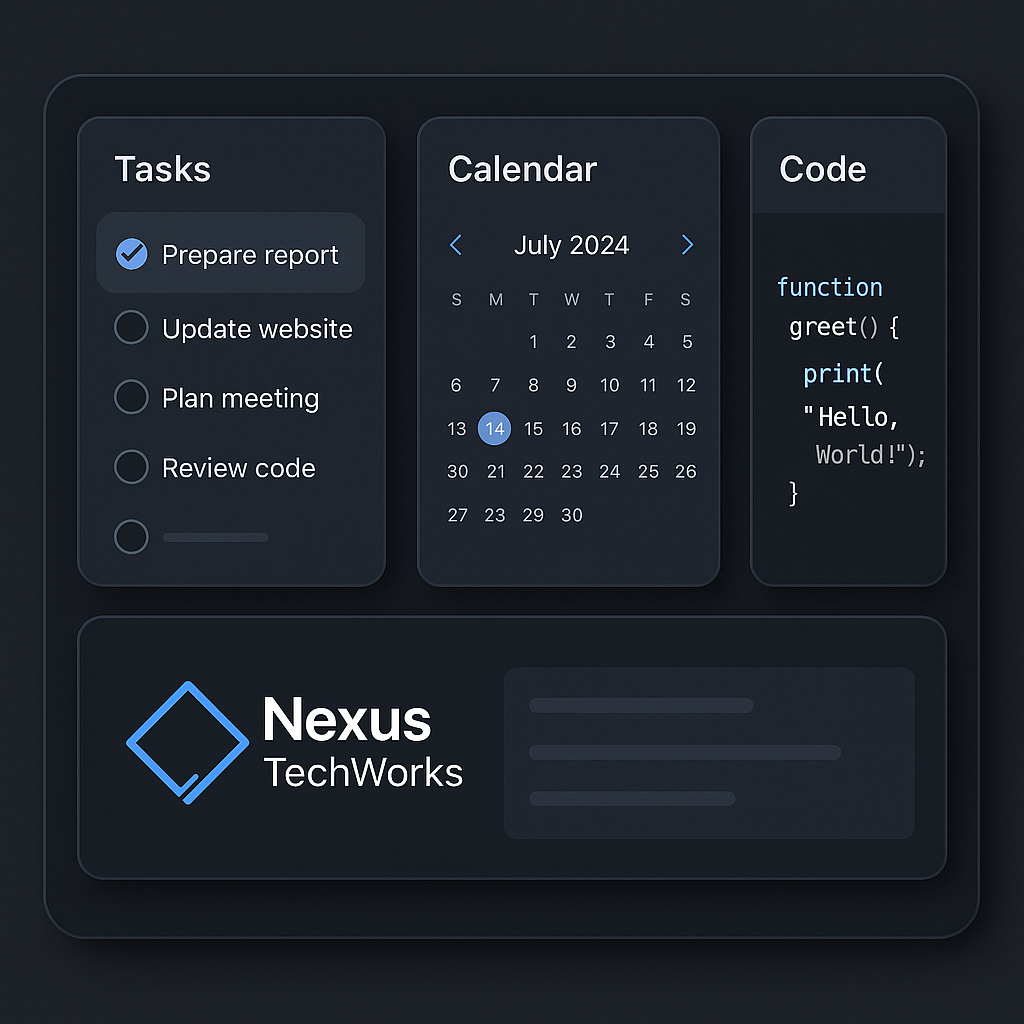 Tasks
Prepare report
Update website
Plan meeting
Review code
Calendar
July 2024
S M T W T F S
1 2 3 4 5
6 7 8 9 10 11 12
13 14 15 16 17 18 19
30 21 22 23 24 25 26
27 23 29 30
Code
function
greet() {
print(
"Hello,
World!");
}
Nexus
TechWorks